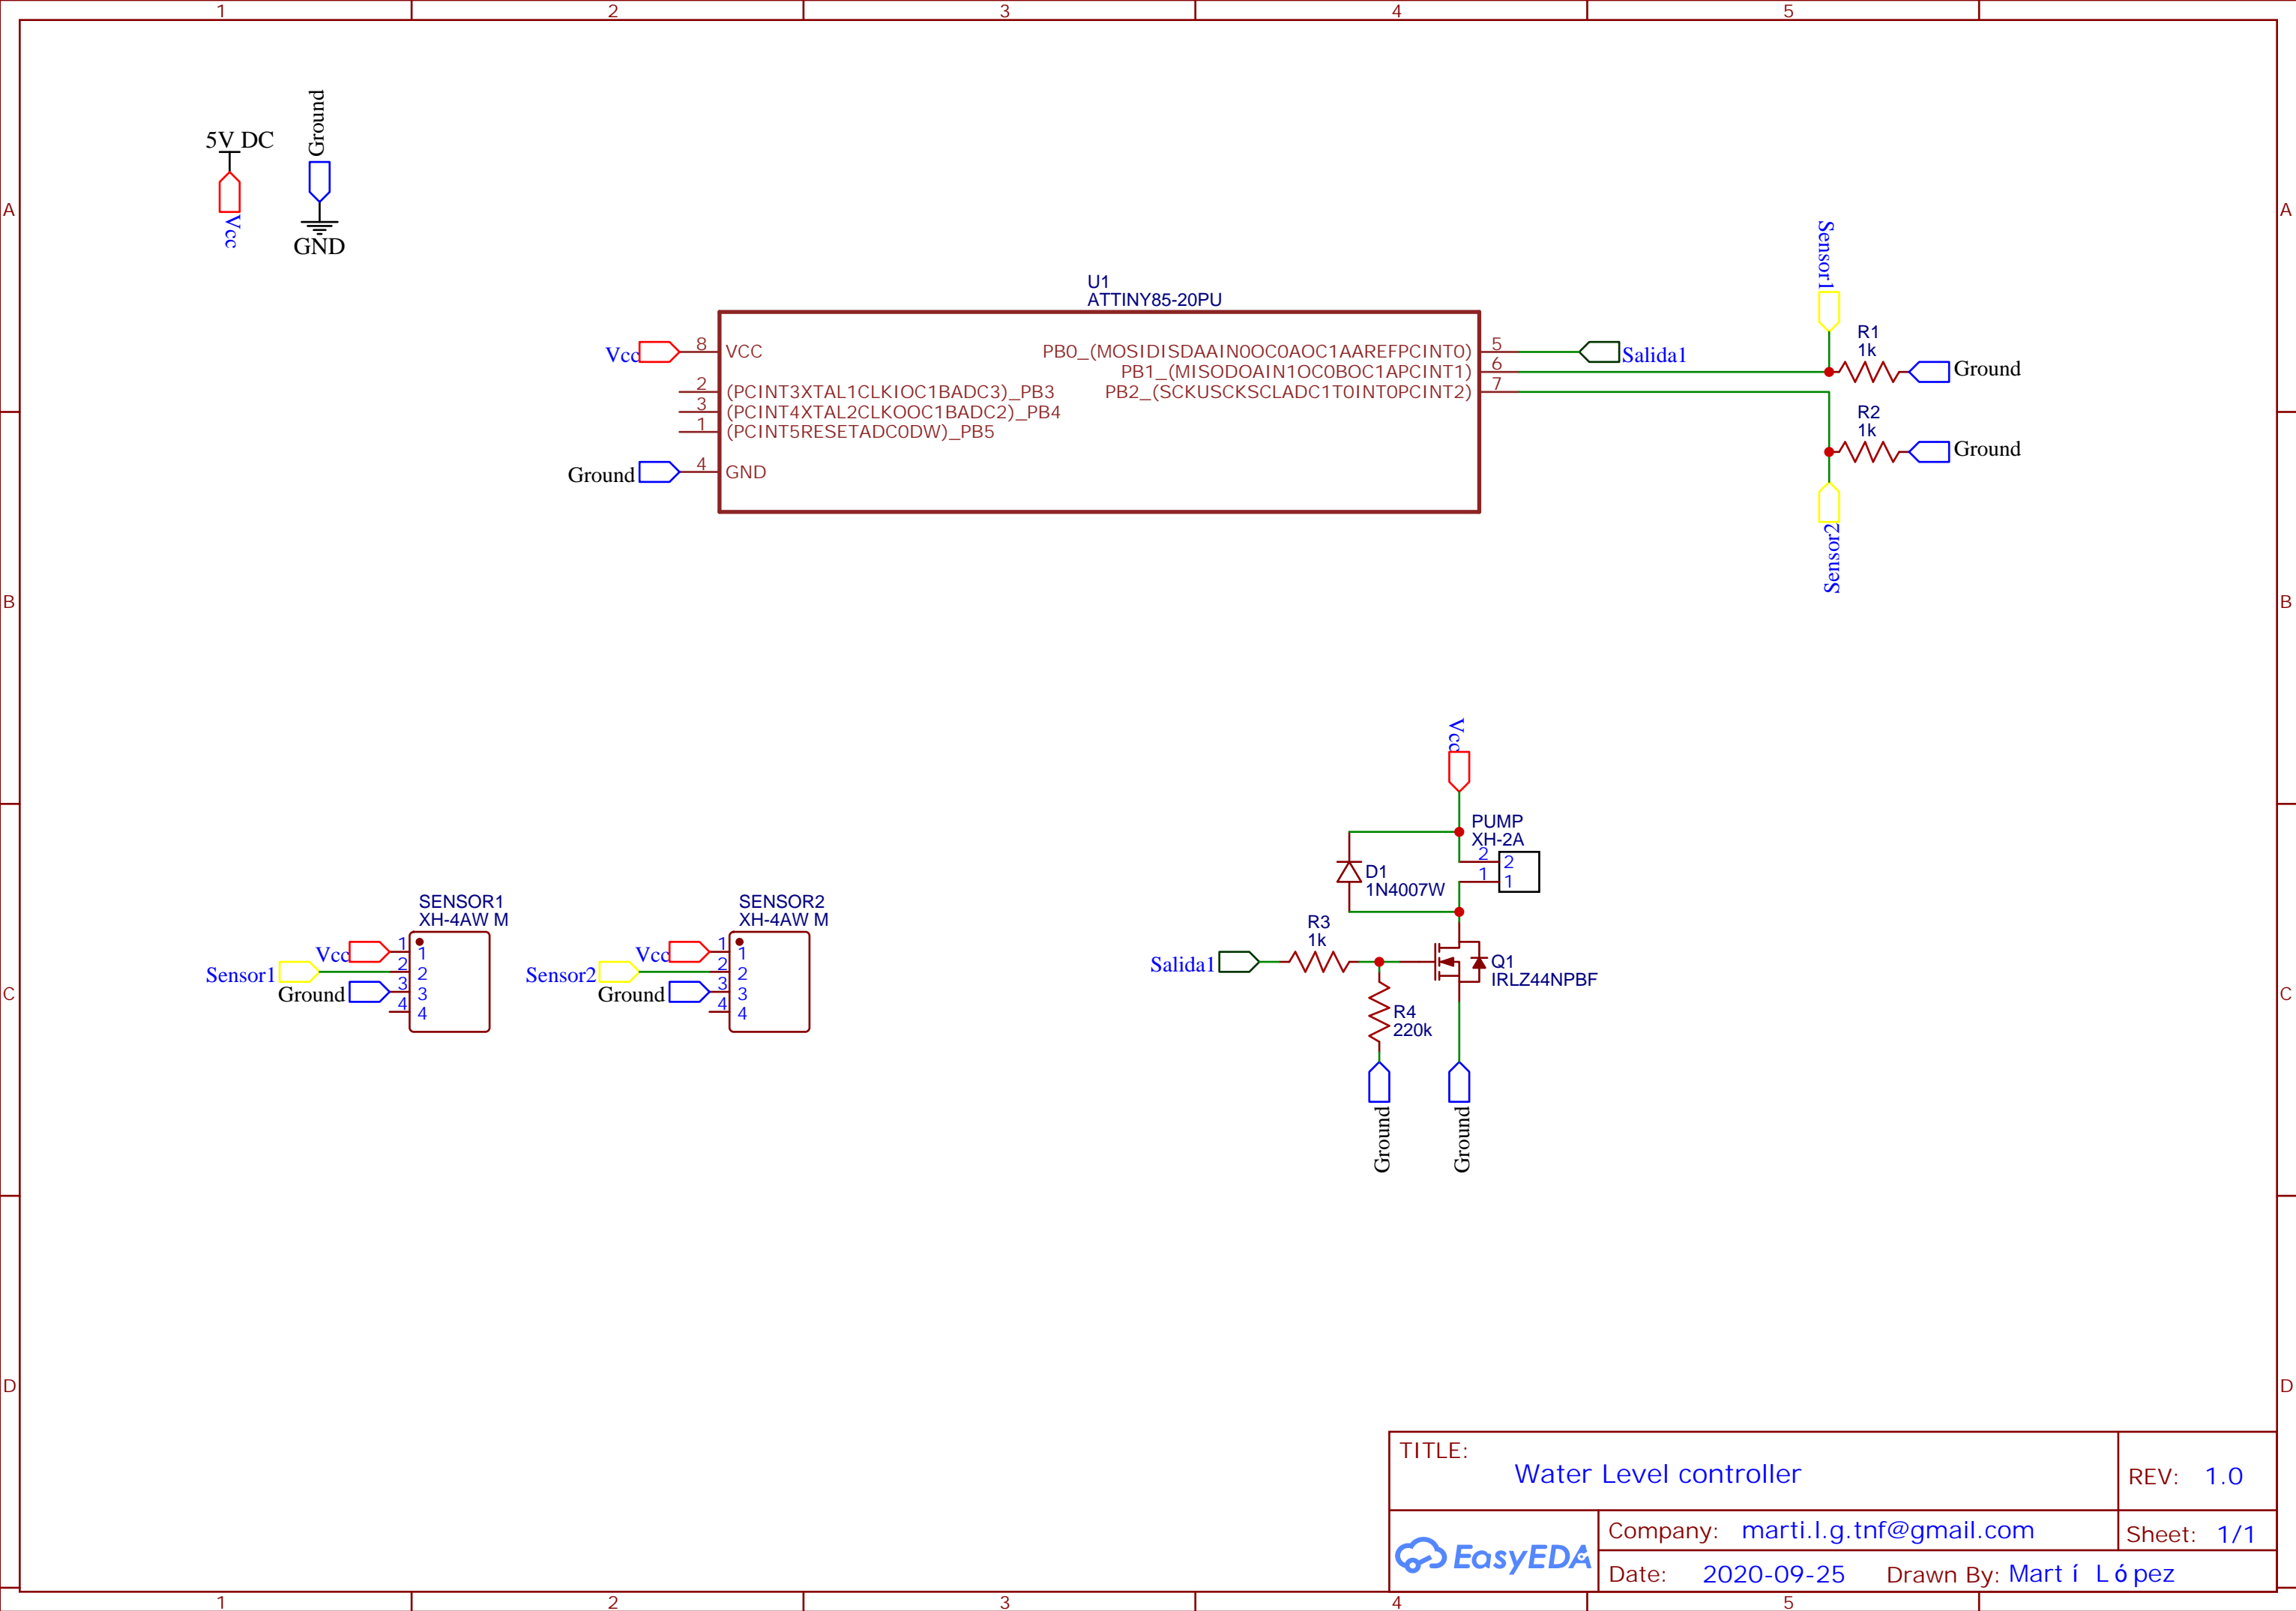 1 2 3 4 5
A A
B B
C C
D D
5V DC
Vcc
Ground
GND
U1
ATTINY85-20PU
Vcc 8 VCC
2 (PCINT3XTAL1CLKIOC1BADC3)_PB3
3 (PCINT4XTAL2CLKOOC1BADC2)_PB4
1 (PCINT5RESETADC0DW)_PB5
Ground 4 GND
PB0_(MOSIDISDAAIN0OC0AOC1AAREFPCINT0) 5 Salida1
PB1_(MISODOAIN1OC0BOC1APCINT1) 6
PB2_(SCKUSCKSCLADC1T0INT0PCINT2) 7
Sensor1
R1
1k
Ground
R2
1k
Ground
Sensor2
SENSOR1
XH-4AW M
Vcc 1 1
Sensor1 2 2
Ground 3 3
4 4
SENSOR2
XH-4AW M
Vcc 1 1
Sensor2 2 2
Ground 3 3
4 4
Vcc
PUMP
XH-2A
2 2
1 1
D1
1N4007W
R3
1k
Salida1
Q1
IRLZ44NPBF
R4
220k
Ground
Ground
TITLE:
Water Level controller
REV: 1.0
EasyEDA
Company: marti.l.g.tnf@gmail.com
Sheet: 1/1
Date: 2020-09-25 Drawn By: Martí López
1 2 3 4 5